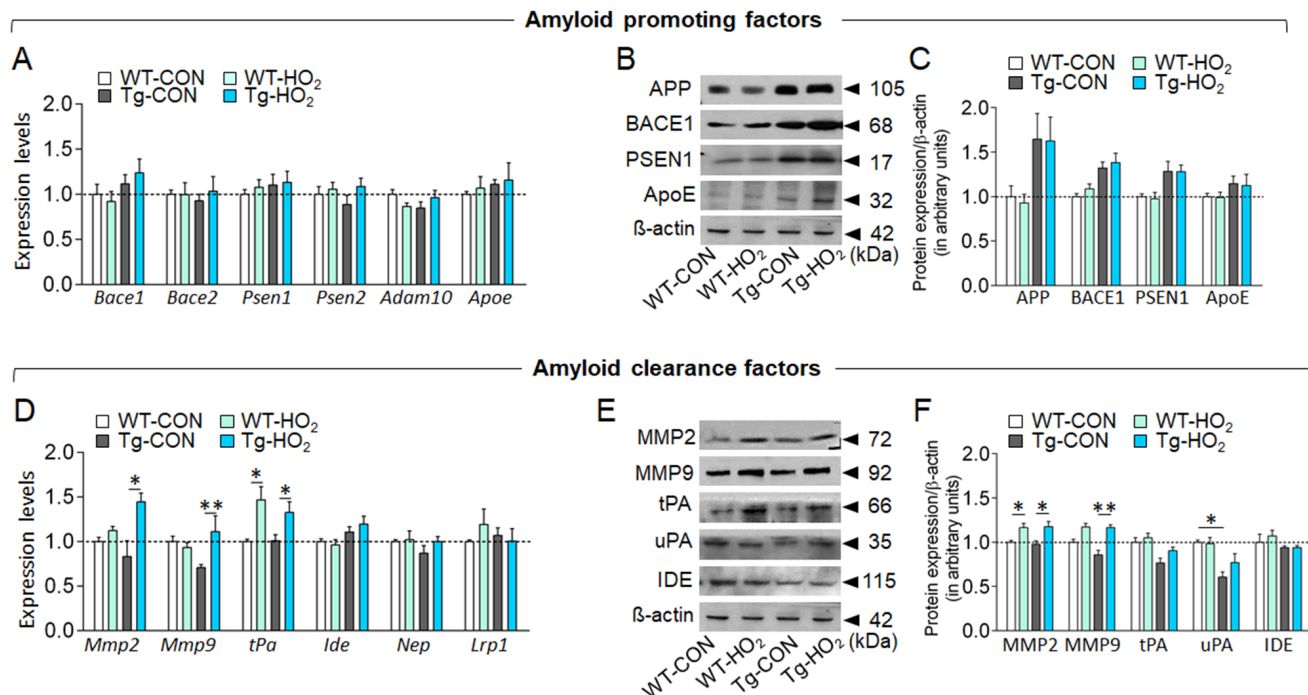 Amyloid promoting factors
A
WT-CON WT-HO₂
Tg-CON Tg-HO₂
Expression levels
2.0
1.5
1.0
0.5
0.0
Bace1 Bace2 Psen1 Psen2 Adam10 Apoe
B
APP 105
BACE1 68
PSEN1 17
ApoE 32
ß-actin 42
WT-CON WT-HO₂ Tg-CON Tg-HO₂ (kDa)
C
WT-CON WT-HO₂
Tg-CON Tg-HO₂
Protein expression/β-actin
(in arbitrary units)
2.0
1.5
1.0
0.5
0.0
APP BACE1 PSEN1 ApoE
Amyloid clearance factors
D
WT-CON WT-HO₂
Tg-CON Tg-HO₂
Expression levels
2.0
1.5
1.0
0.5
0.0
* ** * *
Mmp2 Mmp9 tPa Ide Nep Lrp1
E
MMP2 72
MMP9 92
tPA 66
uPA 35
IDE 115
ß-actin 42
WT-CON WT-HO₂ Tg-CON Tg-HO₂ (kDa)
F
WT-CON WT-HO₂
Tg-CON Tg-HO₂
Protein expression/β-actin
(in arbitrary units)
2.0
1.5
1.0
0.5
0.0
* * ** *
MMP2 MMP9 tPA uPA IDE